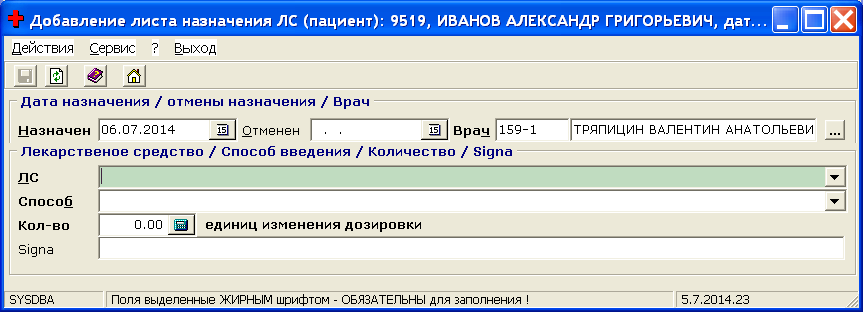 Добавление листа назначения ЛС (пациент): 9519, ИВАНОВ АЛЕКСАНДР ГРИГОРЬЕВИЧ, дат...
Действия Сервис ? Выход
Дата назначения / отмены назначения / Врач
Назначен 06.07.2014 15 Отменен . . 15 Врач 159-1 ТРЯПИЦИН ВАЛЕНТИН АНАТОЛЬЕВИ ...
Лекарственое средство / Способ введения / Количество / Signa
ЛС
Способ
Кол-во 0.00 единиц изменения дозировки
Signa
SYSDBA Поля выделенные ЖИРНЫМ шрифтом - ОБЯЗАТЕЛЬНЫ для заполнения ! 5.7.2014.23